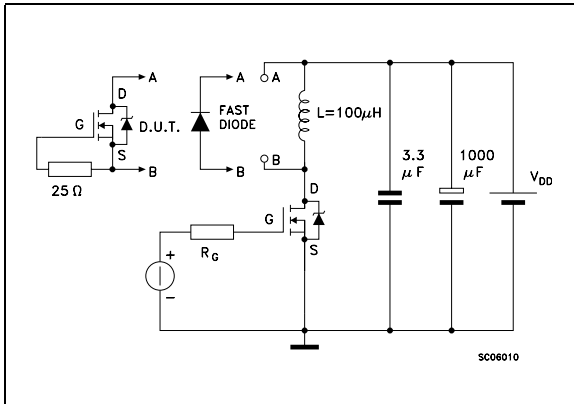 A
D
G
D.U.T.
S
B
25 Ω
A
FAST
DIODE
B
A
B
L=100μH
D
G
S
R_G
+
-
3.3
μF
1000
μF
V_DD
SC06010